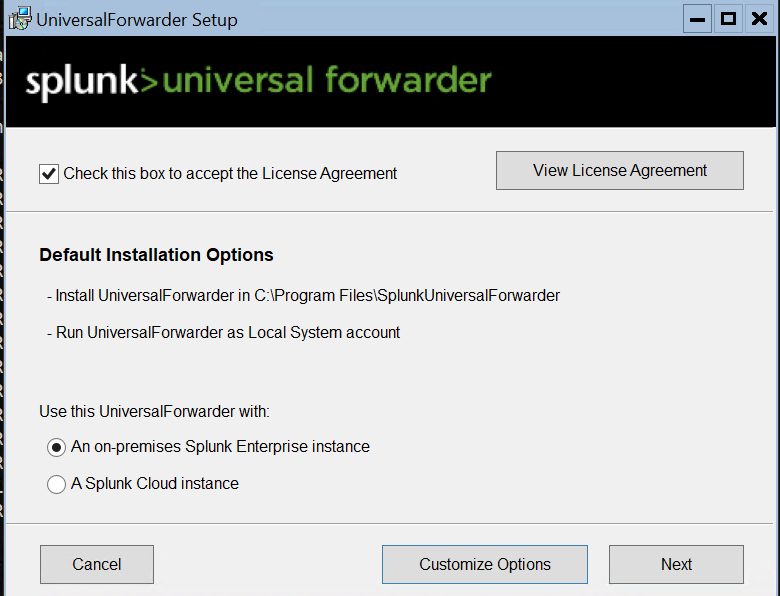 UniversalForwarder Setup
splunk>universal forwarder
Check this box to accept the License Agreement
View License Agreement
Default Installation Options
- Install UniversalForwarder in C:\Program Files\SplunkUniversalForwarder
- Run UniversalForwarder as Local System account
Use this UniversalForwarder with:
An on-premises Splunk Enterprise instance
A Splunk Cloud instance
Cancel
Customize Options
Next